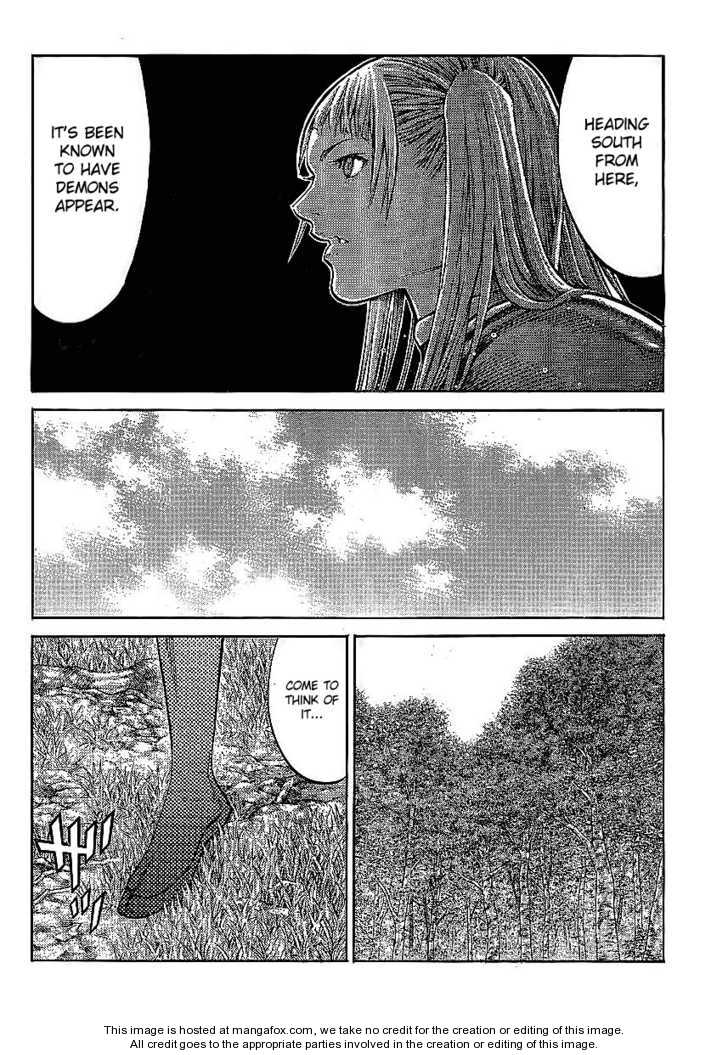 HEADING
SOUTH
FROM
HERE,
IT'S BEEN
KNOWN
TO HAVE
DEMONS
APPEAR.
COME TO
THINK OF
IT...
ザッ
This image is hosted at mangafox.com, we take no credit for the creation or editing of this image.
All credit goes to the appropriate parties involved in the creation or editing of this image.